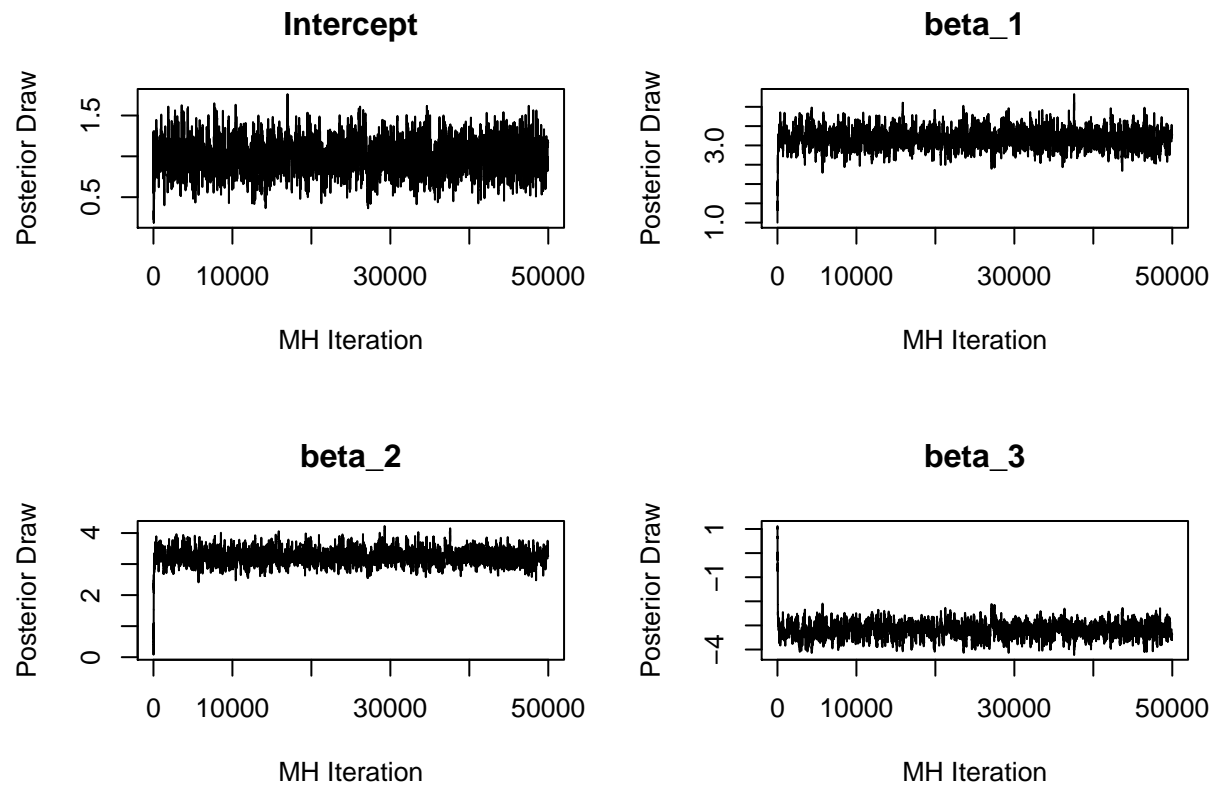 Intercept
Posterior Draw
1.5
0.5
0 10000 30000 50000
MH Iteration
beta_1
Posterior Draw
3.0
1.0
0 10000 30000 50000
MH Iteration
beta_2
Posterior Draw
4
2
0
0 10000 30000 50000
MH Iteration
beta_3
Posterior Draw
1
−1
−4
0 10000 30000 50000
MH Iteration